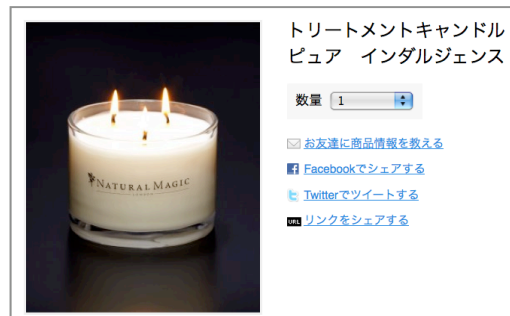 トリートメントキャンドル
ピュア　インダルジェンス
数量 1
お友達に商品情報を教える
Facebookでシェアする
Twitterでツイートする
URL リンクをシェアする
NATURAL MAGIC